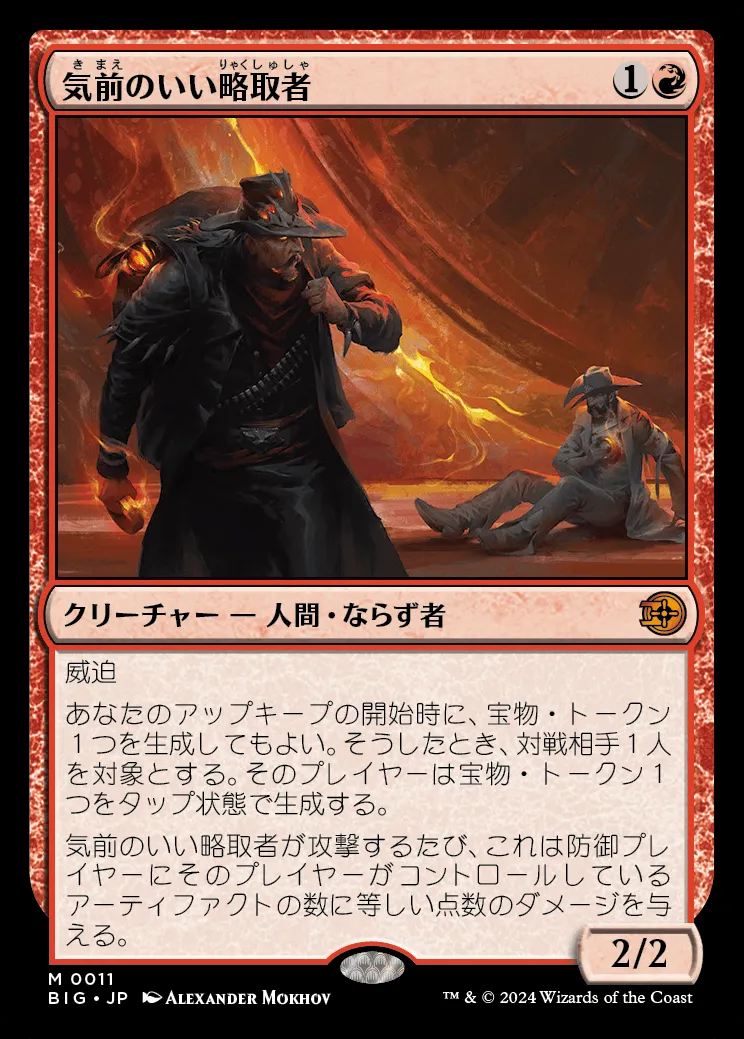 気前のいい略取者
きまえ りゃくしゅしゃ
1
クリーチャー — 人間・ならず者
威迫
あなたのアップキープの開始時に、宝物・トークン
１つを生成してもよい。そうしたとき、対戦相手１人
を対象とする。そのプレイヤーは宝物・トークン１
つをタップ状態で生成する。
気前のいい略取者が攻撃するたび、これは防御プレ
イヤーにそのプレイヤーがコントロールしている
アーティファクトの数に等しい点数のダメージを与
える。
2/2
M 0011
BIG • JP Alexander Mokhov
™ & © 2024 Wizards of the Coast